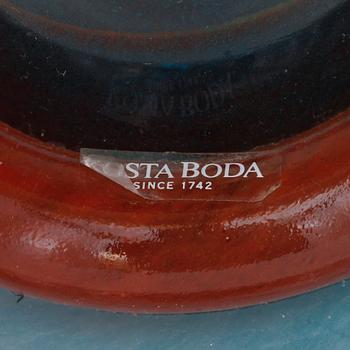 OSTA BODA
SINCE 1742